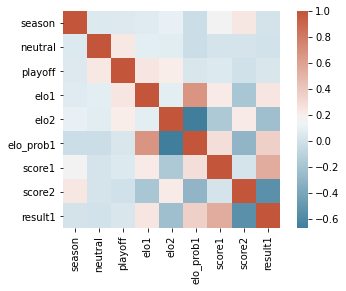 season
neutral
playoff
elo1
elo2
elo_prob1
score1
score2
result1
season
neutral
playoff
elo1
elo2
elo_prob1
score1
score2
result1
1.0
0.8
0.6
0.4
0.2
0.0
−0.2
−0.4
−0.6